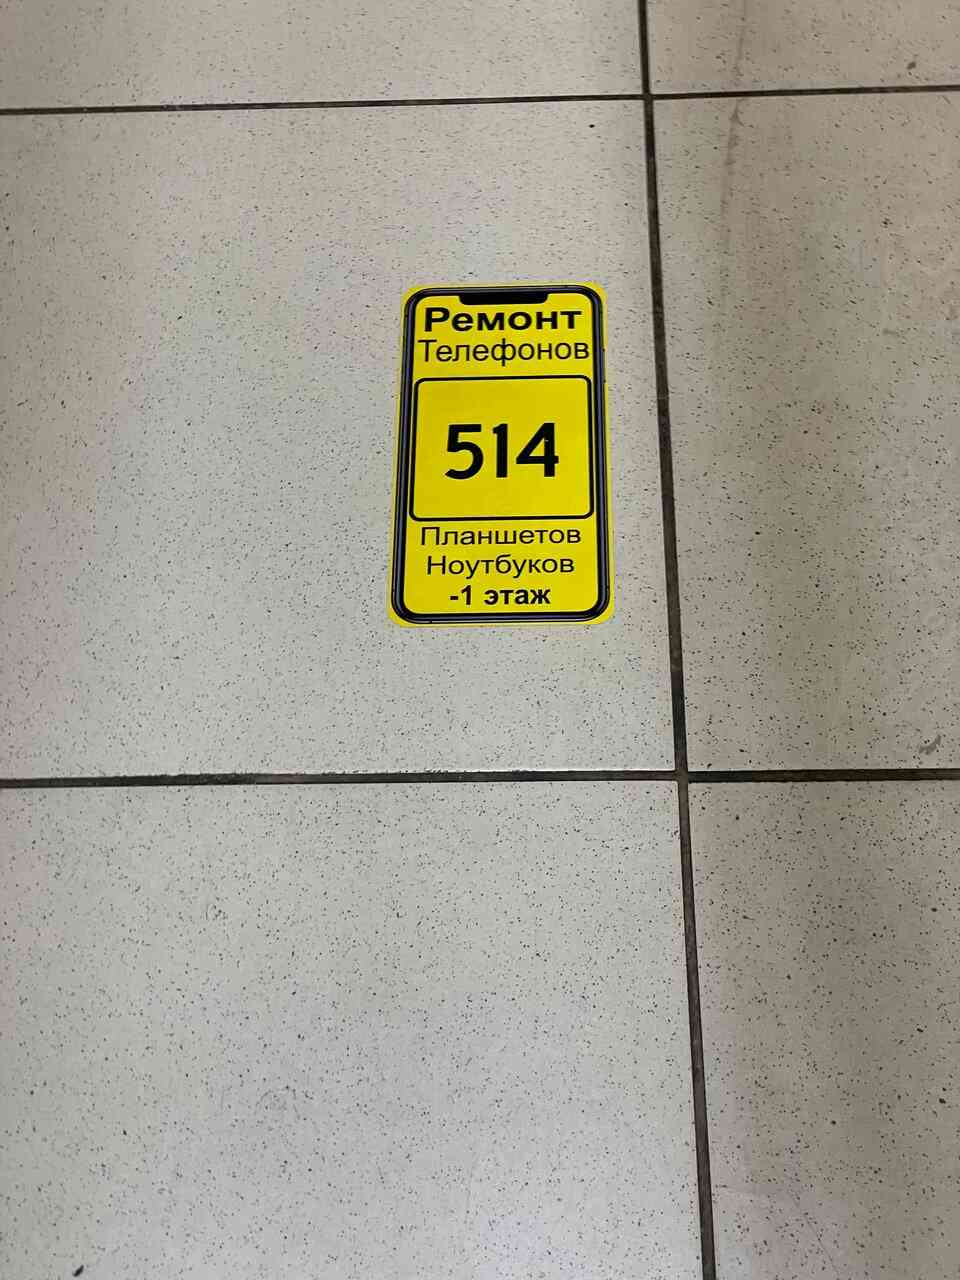 Ремонт
Телефонов
514
Планшетов
Ноутбуков
-1 этаж